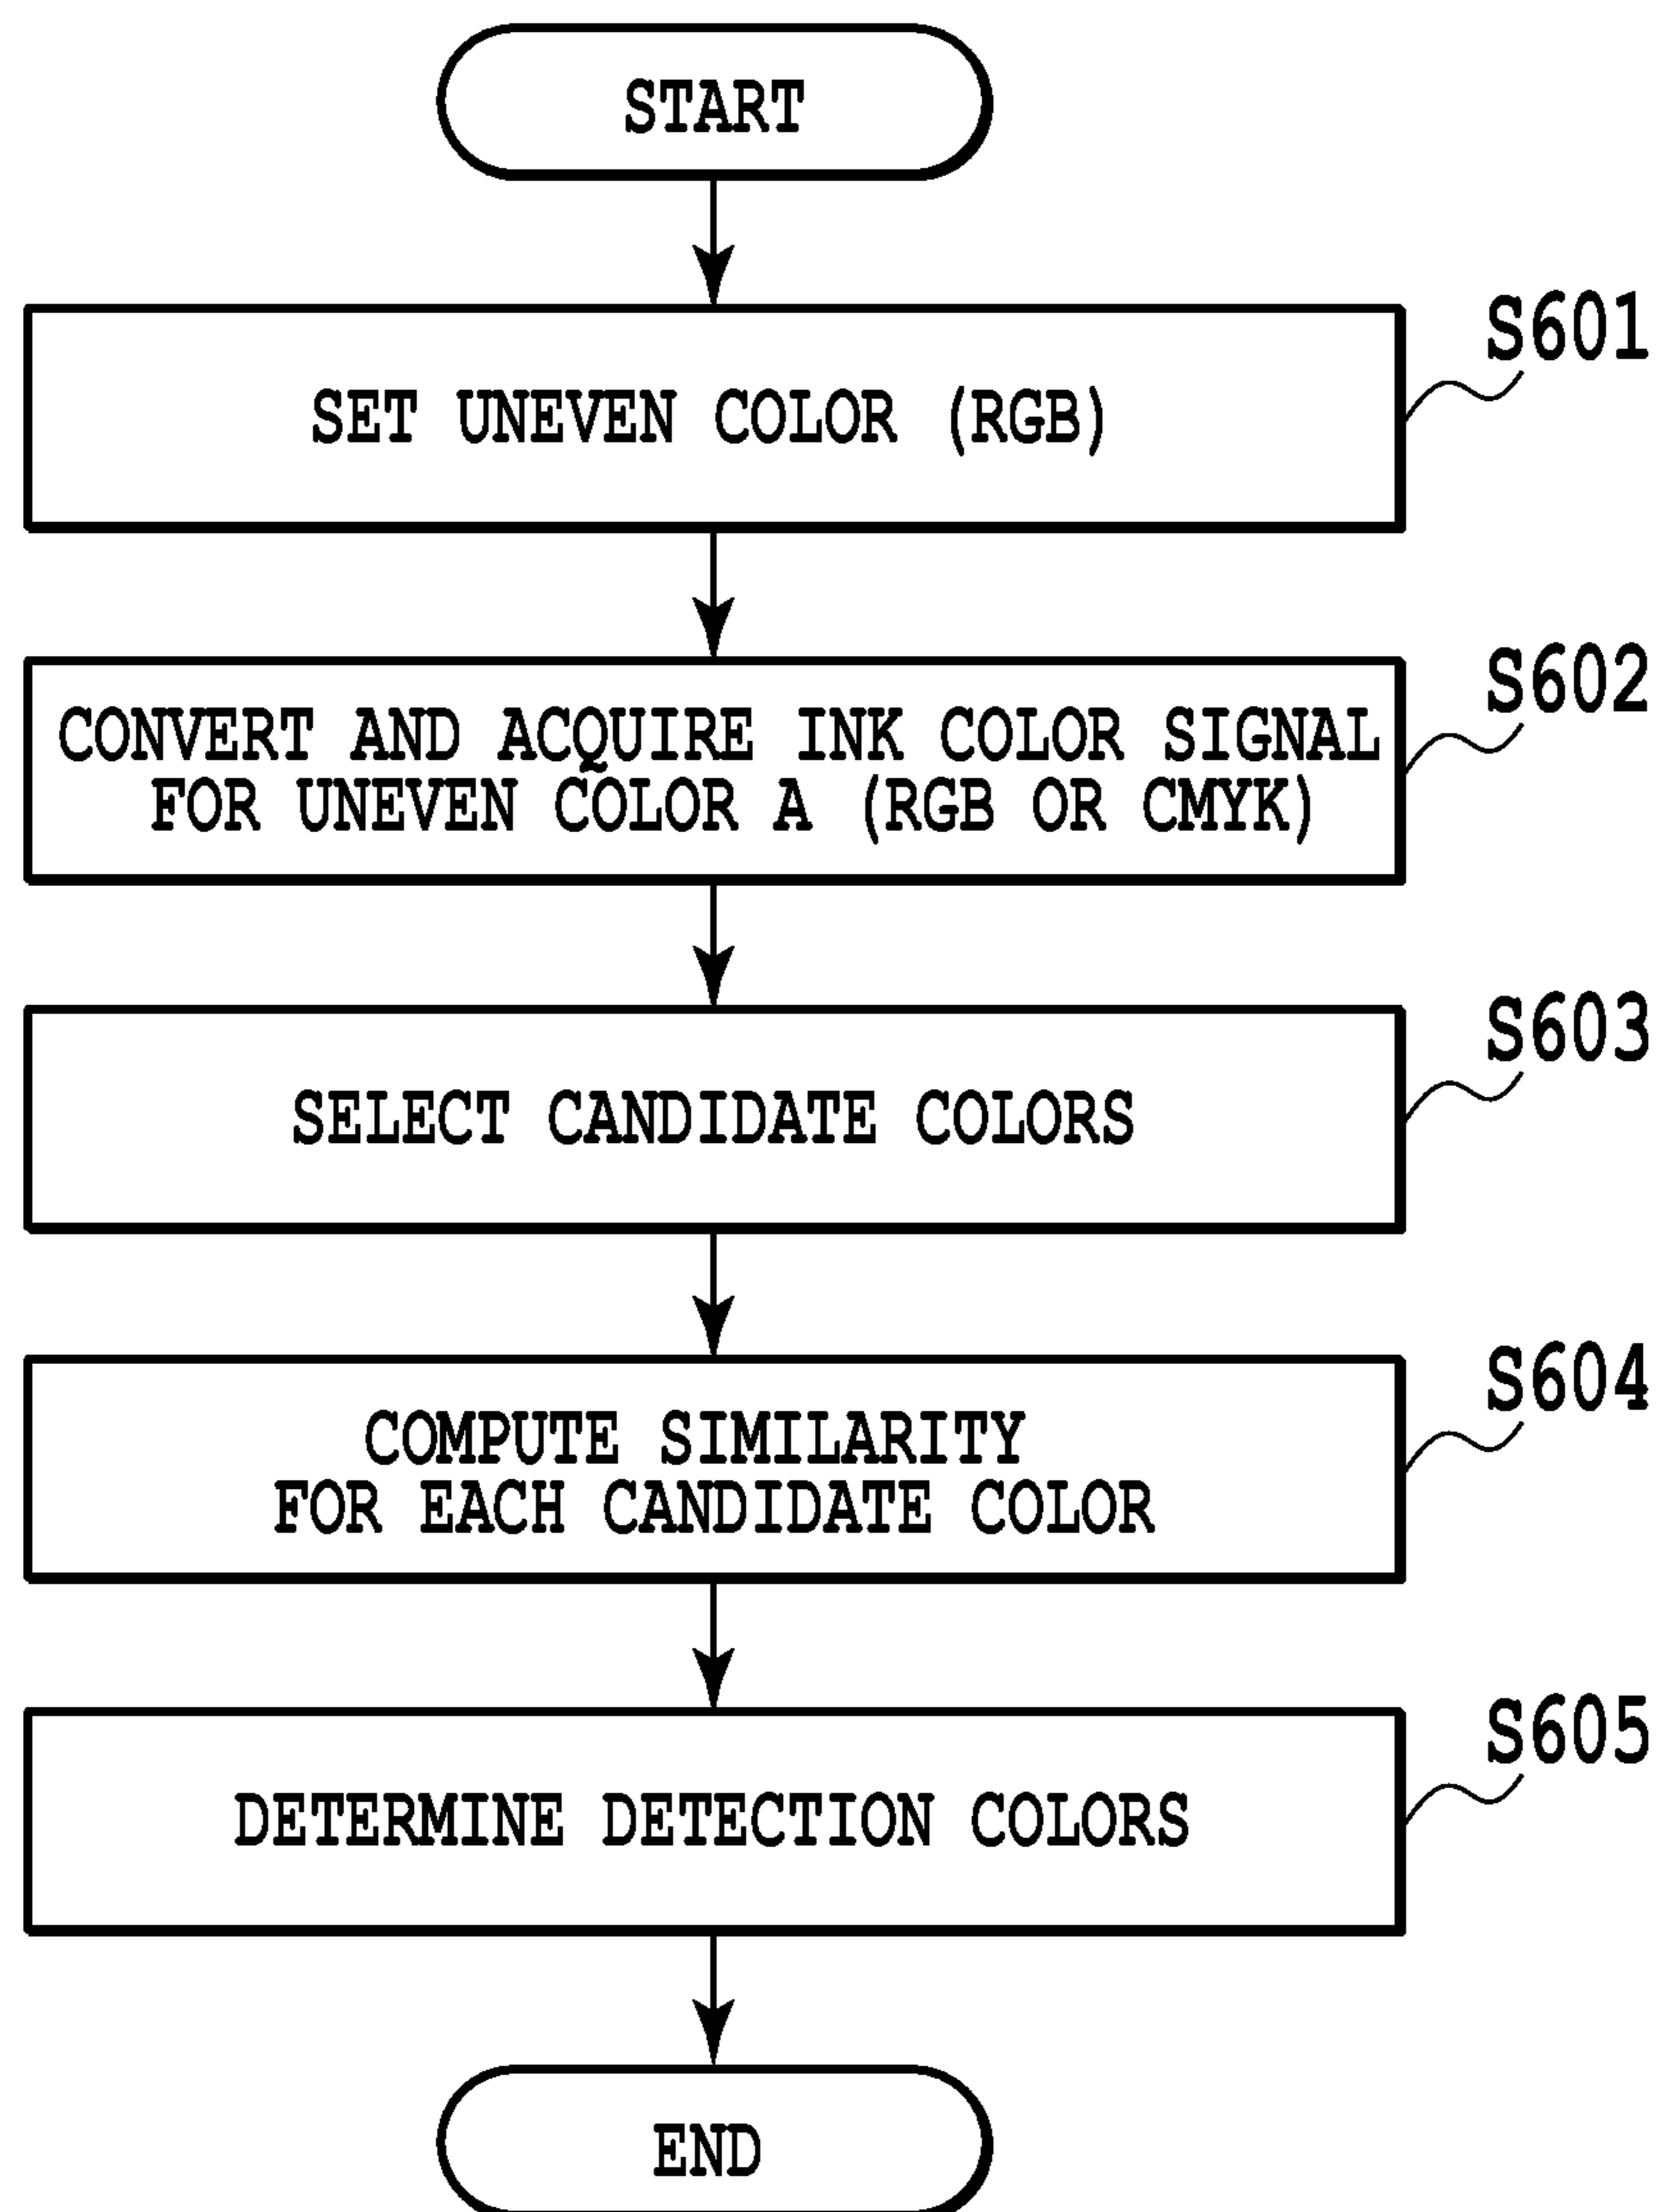 START
S601
SET UNEVEN COLOR (RGB)
S602
CONVERT AND ACQUIRE INK COLOR SIGNAL
FOR UNEVEN COLOR A (RGB OR CMYK)
S603
SELECT CANDIDATE COLORS
S604
COMPUTE SIMILARITY
FOR EACH CANDIDATE COLOR
S605
DETERMINE DETECTION COLORS
END